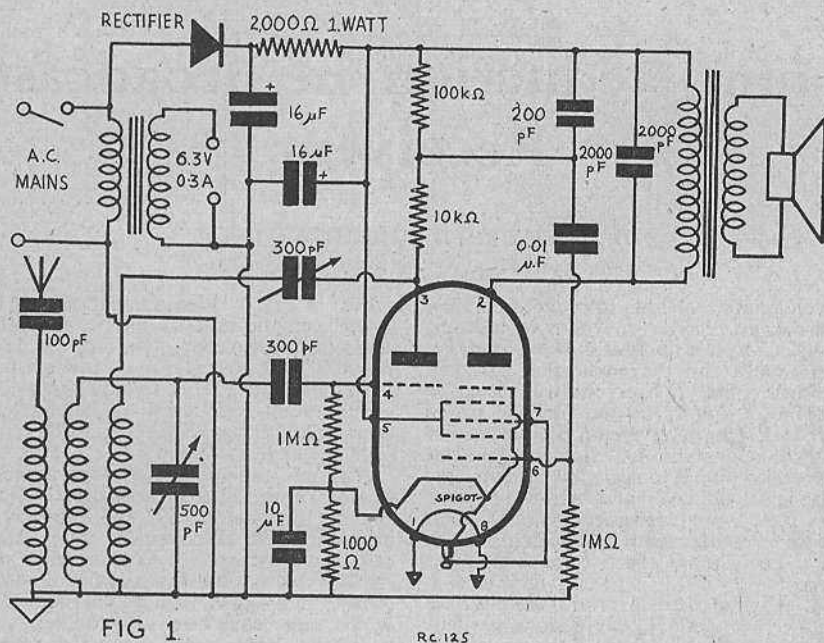 RECTIFIER
2,000Ω 1.WATT
16μF
100kΩ
200
pF
2000
pF
2000
pF
A.C.
MAINS
6.3V
0.3A
16μF
10kΩ
0.01
μ.F
300pF
3
2
100pF
300pF
4
5
7
6
1MΩ
500
pF
10
μF
1,000
Ω
SPIGOT
1
8
1MΩ
FIG 1.
RC.125